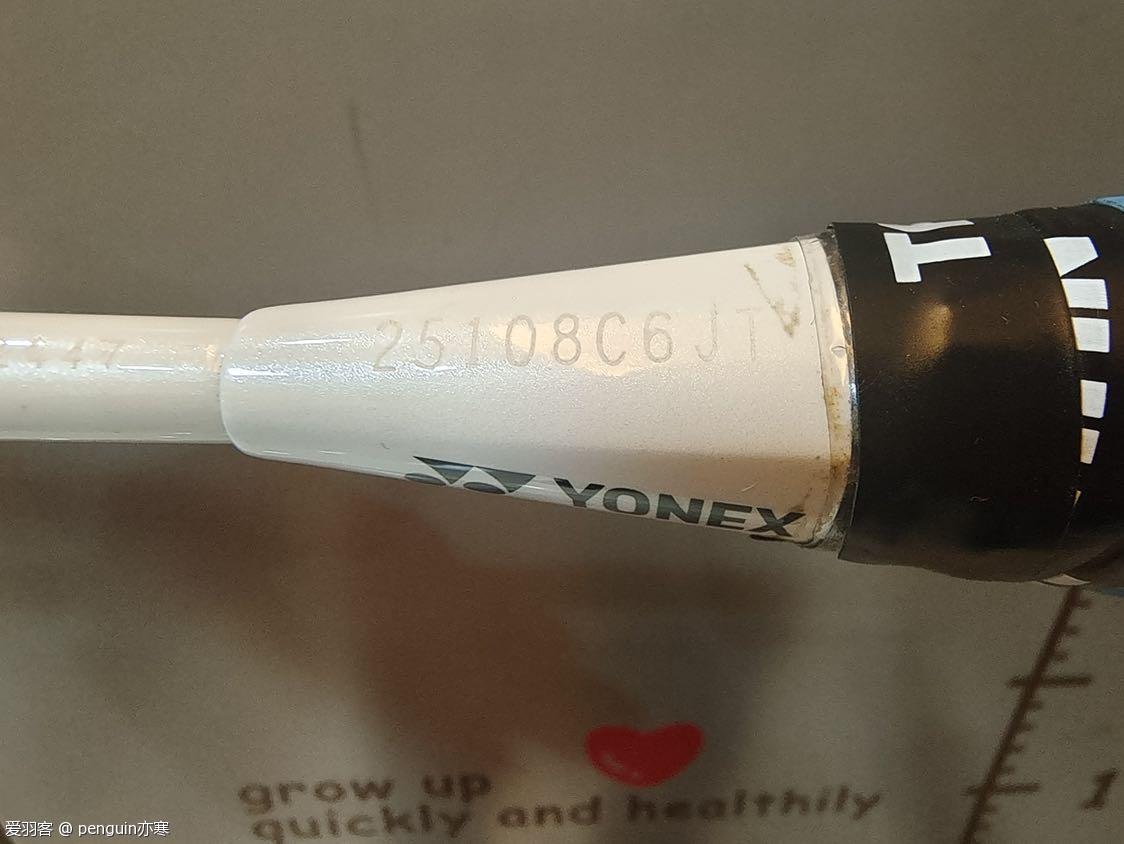 25108C6JT
YONEX
grow up
quickly and healthily
1
爱羽客 @ penguin亦寒